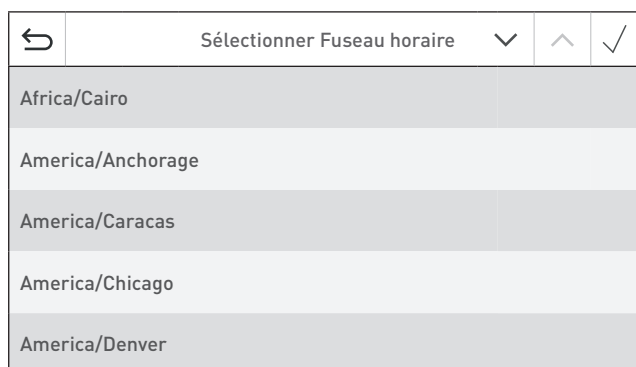 Sélectionner Fuseau horaire
Africa/Cairo
America/Anchorage
America/Caracas
America/Chicago
America/Denver